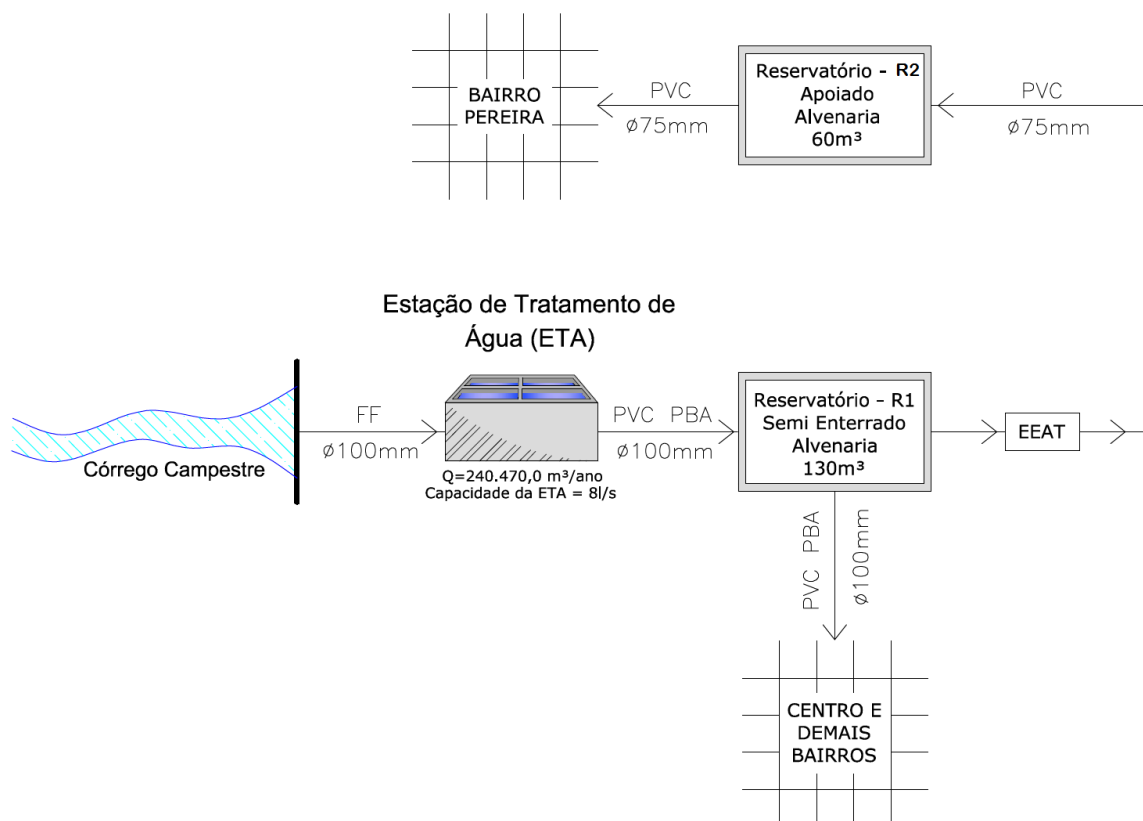 Reservatório - R2
Apoiado
Alvenaria
60m³
BAIRRO
PEREIRA
PVC
ø75mm
PVC
ø75mm
Estação de Tratamento de
Água (ETA)
Córrego Campestre
FF
ø100mm
Q=240.470,0 m³/ano
Capacidade da ETA = 8l/s
PVC PBA
ø100mm
Reservatório - R1
Semi Enterrado
Alvenaria
130m³
EEAT
PVC PBA
ø100mm
CENTRO E
DEMAIS
BAIRROS